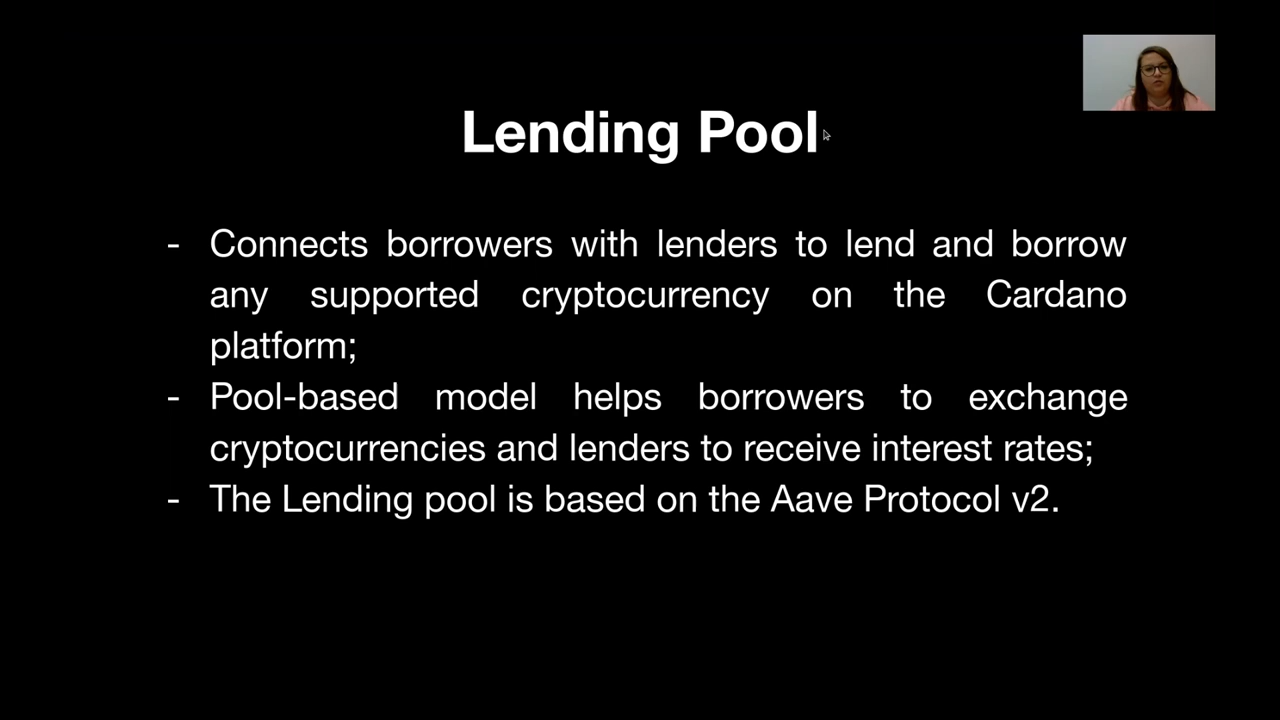 Lending Pool
- Connects borrowers with lenders to lend and borrow
any supported cryptocurrency on the Cardano
platform;
- Pool-based model helps borrowers to exchange
cryptocurrencies and lenders to receive interest rates;
- The Lending pool is based on the Aave Protocol v2.